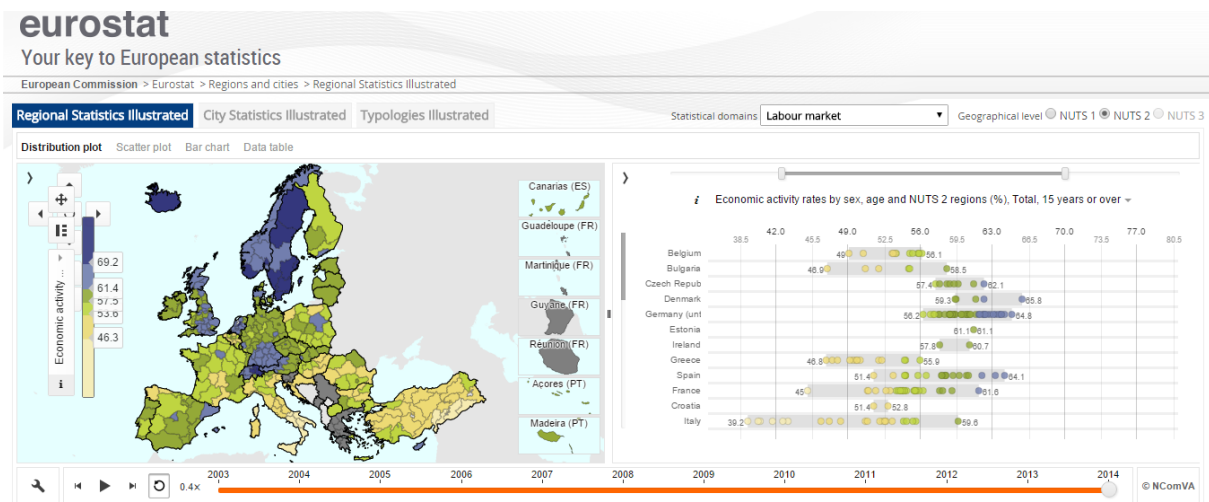 eurostat
Your key to European statistics
European Commission > Eurostat > Regions and cities > Regional Statistics Illustrated
Regional Statistics Illustrated City Statistics Illustrated Typologies Illustrated Statistical domains Labour market Geographical level NUTS 1 NUTS 2 NUTS 3
Distribution plot Scatter plot Bar chart Data table
Economic activity ...
i
69.2
61.4
57.5
53.6
46.3
Canarias (ES)
Guadeloupe (FR)
Martinique (FR)
Guyane (FR)
Réunion (FR)
Açores (PT)
Madeira (PT)
i Economic activity rates by sex, age and NUTS 2 regions (%), Total, 15 years or over
42.0 49.0 56.0 63.0 70.0 77.0
38.5 45.5 52.5 59.5 66.5 73.5 80.5
Belgium 49 56.1
Bulgaria 46.9 58.5
Czech Repub 57.4 62.1
Denmark 59.3 65.8
Germany (unt 56.2 64.8
Estonia 61.1 61.1
Ireland 57.8 60.7
Greece 46.8 55.9
Spain 51.4 64.1
France 45 61.6
Croatia 51.4 52.8
Italy 39.2 59.6
0.4× 2003 2004 2005 2006 2007 2008 2009 2010 2011 2012 2013 2014
© NComVA